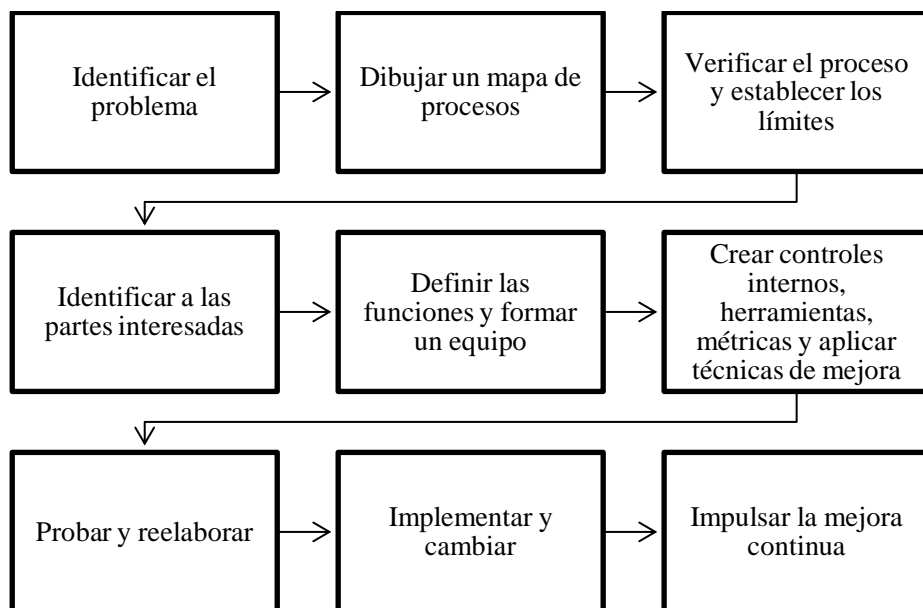 Identificar el
problema
Dibujar un mapa de
procesos
Verificar el proceso
y establecer los
límites
Identificar a las
partes interesadas
Definir las
funciones y formar
un equipo
Crear controles
internos,
herramientas,
métricas y aplicar
técnicas de mejora
Probar y reelaborar
Implementar y
cambiar
Impulsar la mejora
continua